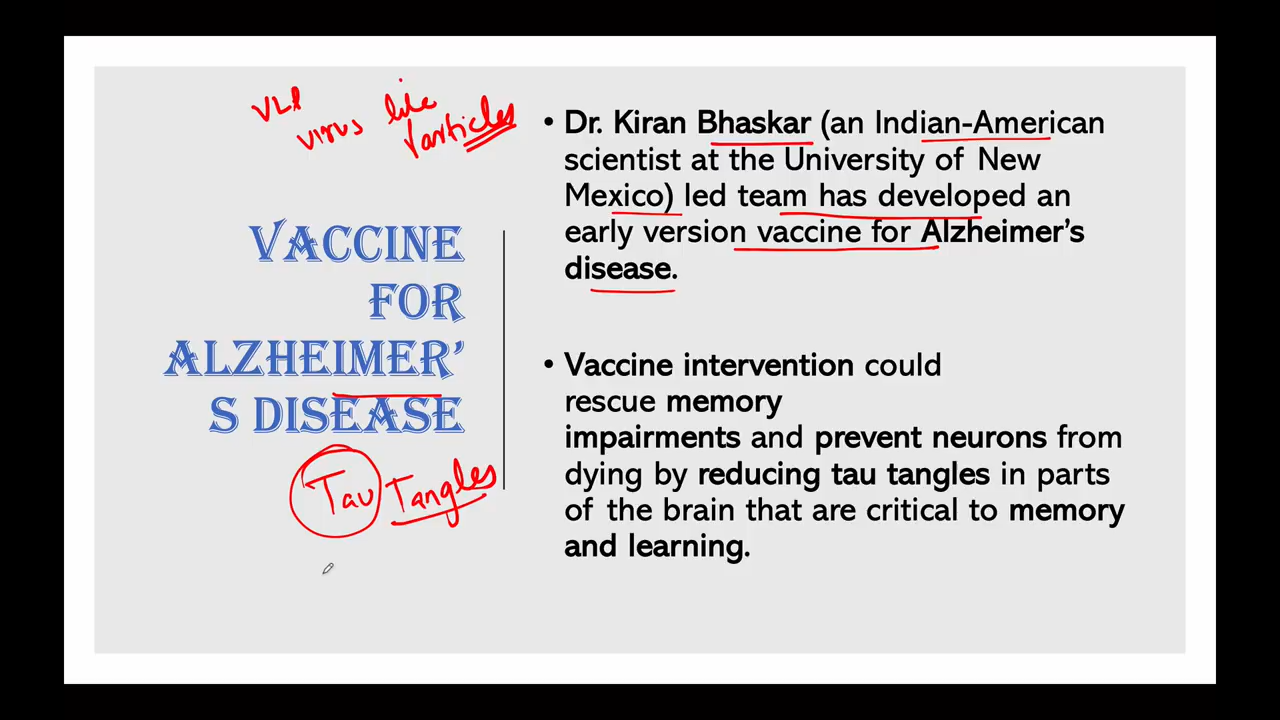 VLP
virus like
particles
VACCINE
FOR
ALZHEIMER'
S DISEASE
Tau Tangles
• Dr. Kiran Bhaskar (an Indian-American
scientist at the University of New
Mexico) led team has developed an
early version vaccine for Alzheimer's
disease.
• Vaccine intervention could
rescue memory
impairments and prevent neurons from
dying by reducing tau tangles in parts
of the brain that are critical to memory
and learning.